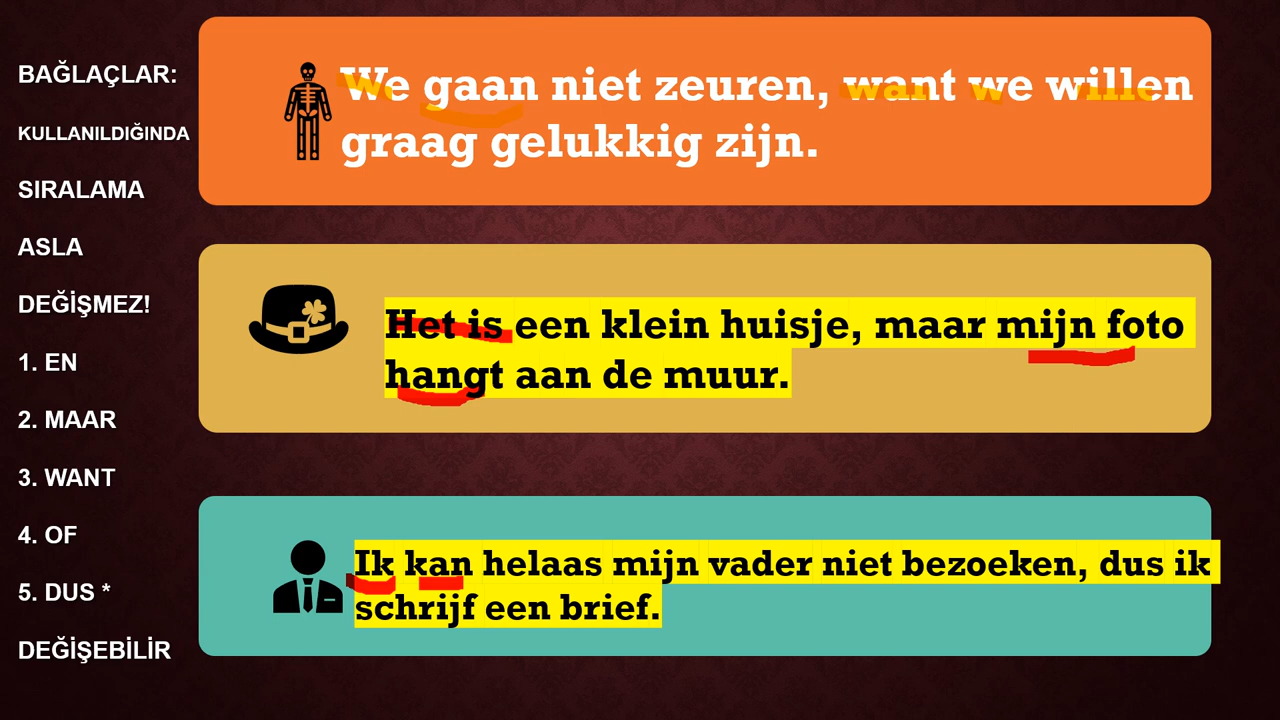 BAĞLAÇLAR:
KULLANILDIĞINDA
SIRALAMA
ASLA
DEĞİŞMEZ!
1. EN
2. MAAR
3. WANT
4. OF
5. DUS *
DEĞİŞEBİLİR
We gaan niet zeuren, want we willen
graag gelukkig zijn.
Het is een klein huisje, maar mijn foto
hangt aan de muur.
Ik kan helaas mijn vader niet bezoeken, dus ik
schrijf een brief.